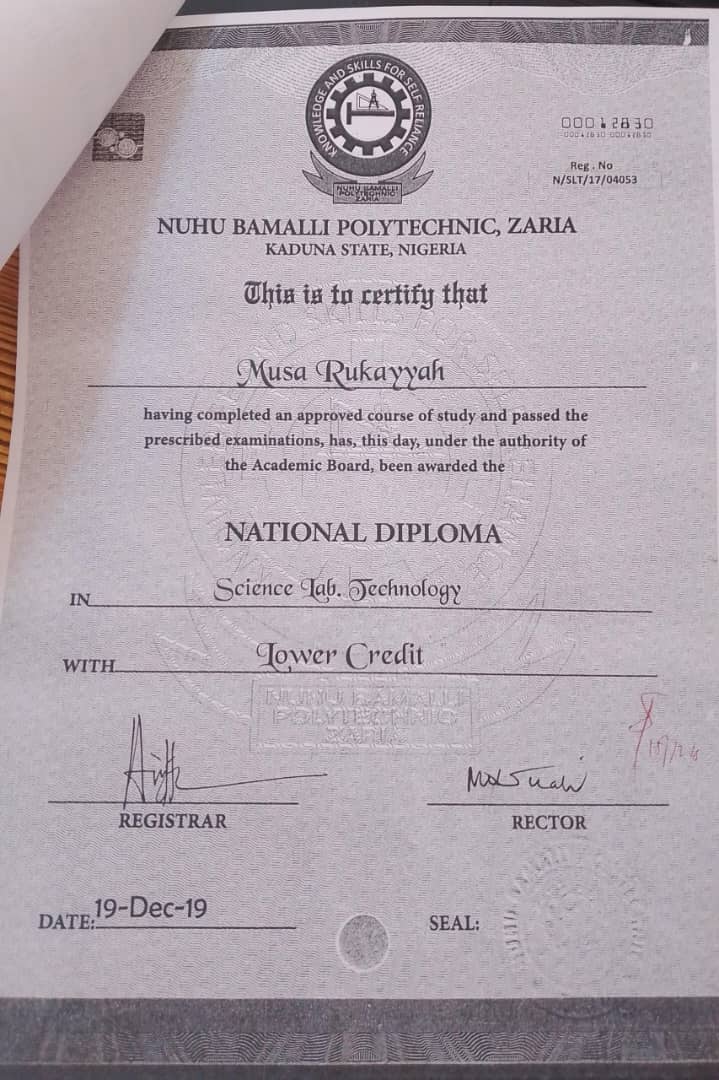 KNOWLEDGE AND SKILLS FOR SELF RELIANCE
NUHU BAMALLI
POLYTECHNIC
ZARIA
00012830
Reg . No
N/SLT/17/04053
NUHU BAMALLI POLYTECHNIC, ZARIA
KADUNA STATE, NIGERIA
This is to certify that
Musa Rukayyah
having completed an approved course of study and passed the
prescribed examinations, has, this day, under the authority of
the Academic Board, been awarded the
NATIONAL DIPLOMA
IN Science Lab. Technology
WITH Lower Credit
NUHU BAMALLI
POLYTECHNIC
ZARIA
REGISTRAR
RECTOR
DATE: 19-Dec-19
SEAL: